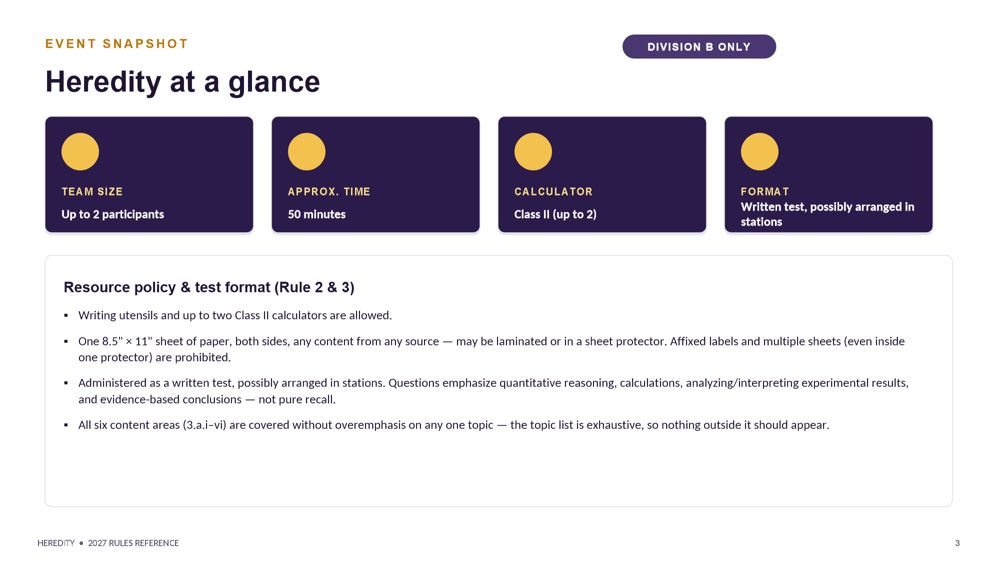 EVENT SNAPSHOT
DIVISION B ONLY
Heredity at a glance
TEAM SIZE
Up to 2 participants
APPROX. TIME
50 minutes
CALCULATOR
Class II (up to 2)
FORMAT
Written test, possibly arranged in
stations
Resource policy & test format (Rule 2 & 3)
▪ Writing utensils and up to two Class II calculators are allowed.
▪ One 8.5" × 11" sheet of paper, both sides, any content from any source — may be laminated or in a sheet protector. Affixed labels and multiple sheets (even inside
one protector) are prohibited.
▪ Administered as a written test, possibly arranged in stations. Questions emphasize quantitative reasoning, calculations, analyzing/interpreting experimental results,
and evidence-based conclusions — not pure recall.
▪ All six content areas (3.a.i–vi) are covered without overemphasis on any one topic — the topic list is exhaustive, so nothing outside it should appear.
HEREDITY • 2027 RULES REFERENCE
3